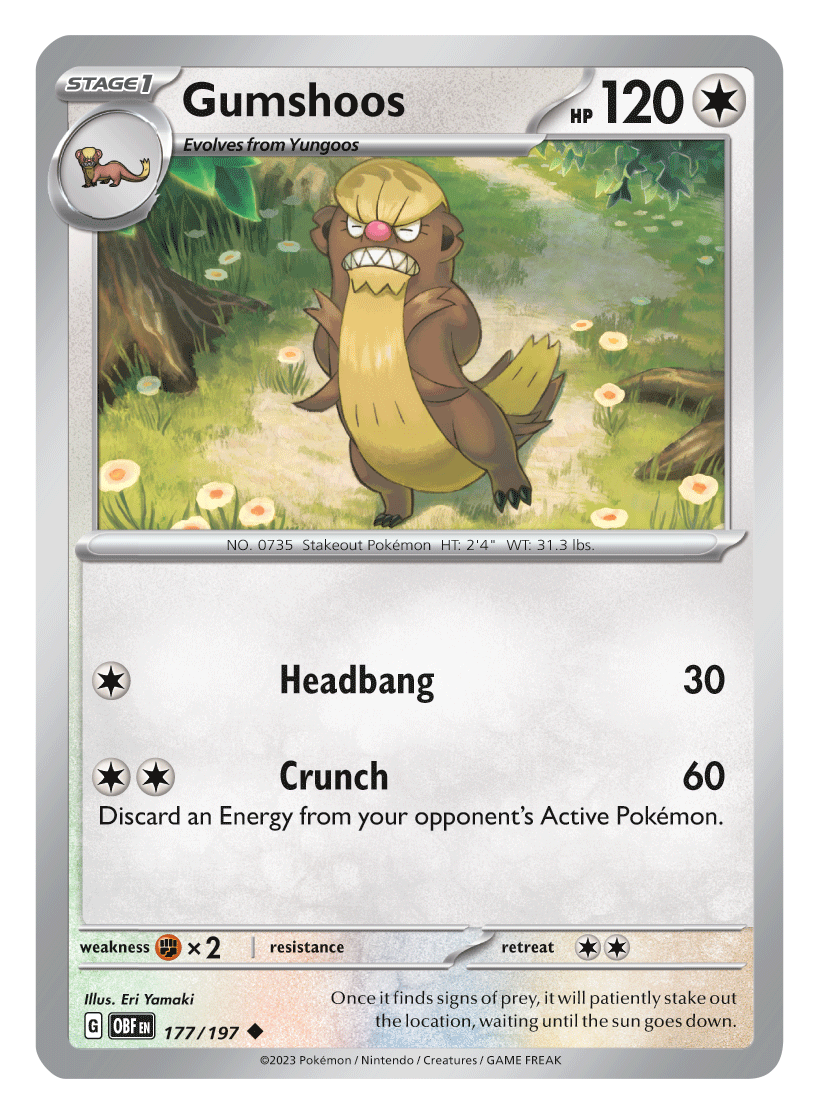 STAGE1
Gumshoos
HP 120
Evolves from Yungoos
NO. 0735 Stakeout Pokémon HT: 2'4" WT: 31.3 lbs.
Headbang 30
Crunch 60
Discard an Energy from your opponent’s Active Pokémon.
weakness ×2 resistance retreat
Illus. Eri Yamaki
Once it finds signs of prey, it will patiently stake out
the location, waiting until the sun goes down.
G OBF EN 177/197
©2023 Pokémon / Nintendo / Creatures / GAME FREAK